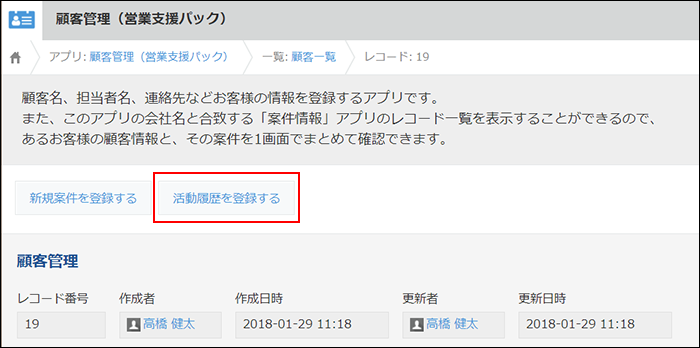 顧客管理（営業支援パック）
アプリ: 顧客管理（営業支援パック） 一覧: 顧客一覧 レコード: 19
顧客名、担当者名、連絡先などお客様の情報を登録するアプリです。
また、このアプリの会社名と合致する「案件情報」アプリのレコード一覧を表示することができるので、
あるお客様の顧客情報と、その案件を1画面でまとめて確認できます。
新規案件を登録する 活動履歴を登録する
顧客管理
レコード番号 作成者 作成日時 更新者 更新日時
19 高橋 健太 2018-01-29 11:18 高橋 健太 2018-01-29 11:18